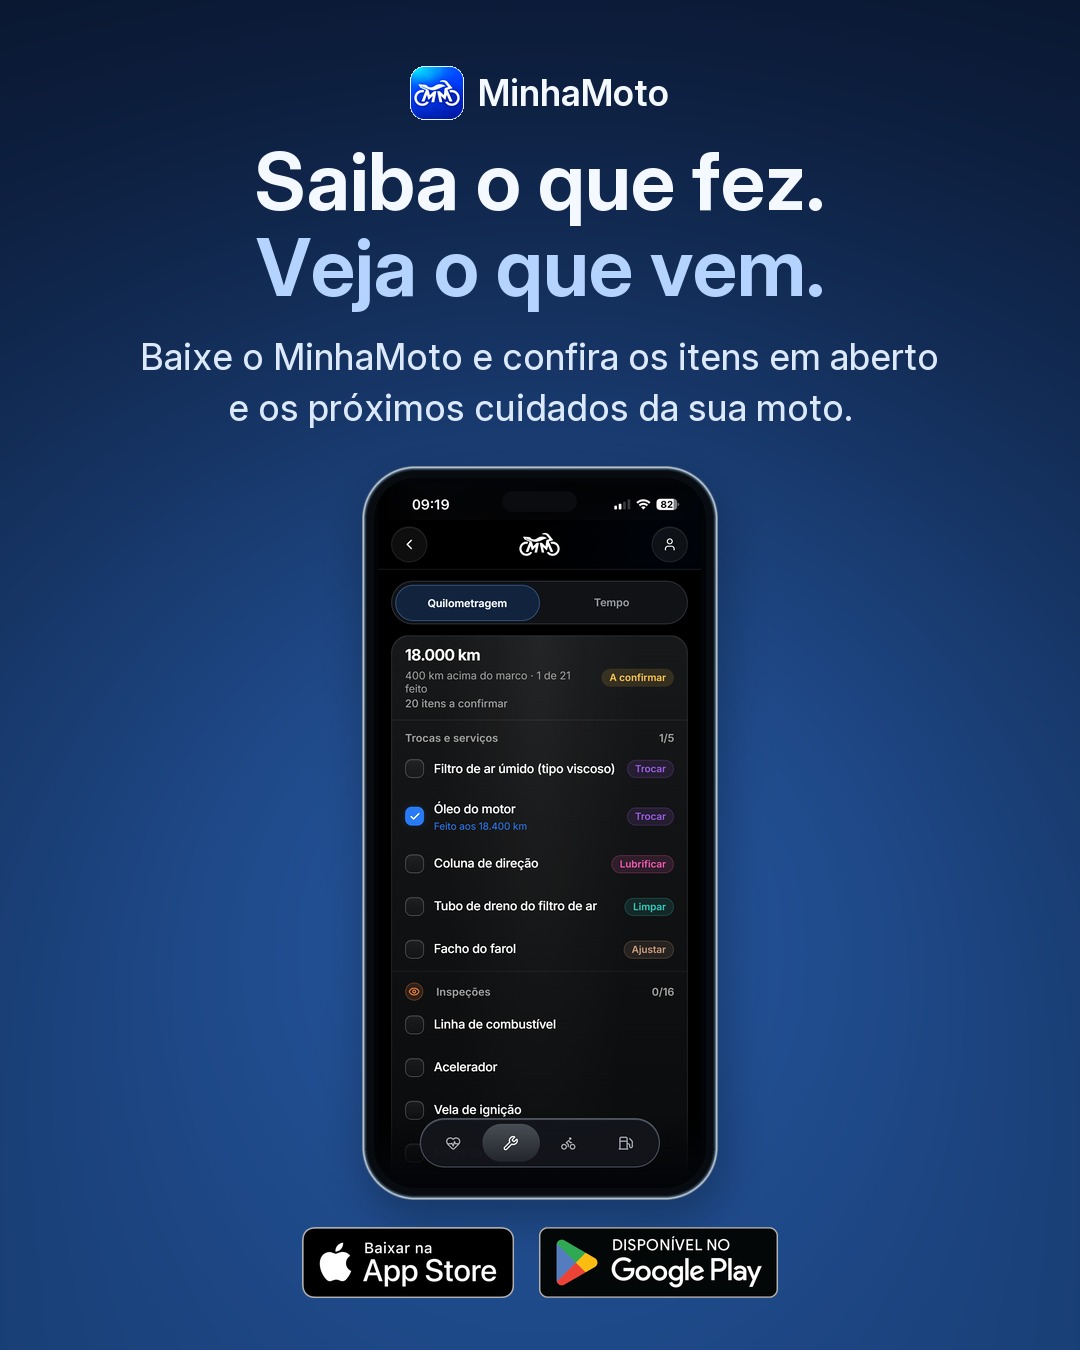 MinhaMoto
Saiba o que fez.
Veja o que vem.
Baixe o MinhaMoto e confira os itens em aberto
e os próximos cuidados da sua moto.
09:19
82
MM
Quilometragem
Tempo
18.000 km
400 km acima do marco · 1 de 21
feito
20 itens a confirmar
A confirmar
Trocas e serviços
1/5
Filtro de ar úmido (tipo viscoso)
Trocar
Óleo do motor
Feito aos 18.400 km
Trocar
Coluna de direção
Lubrificar
Tubo de dreno do filtro de ar
Limpar
Facho do farol
Ajustar
Inspeções
0/16
Linha de combustível
Acelerador
Vela de ignição
Baixar na
App Store
DISPONÍVEL NO
Google Play